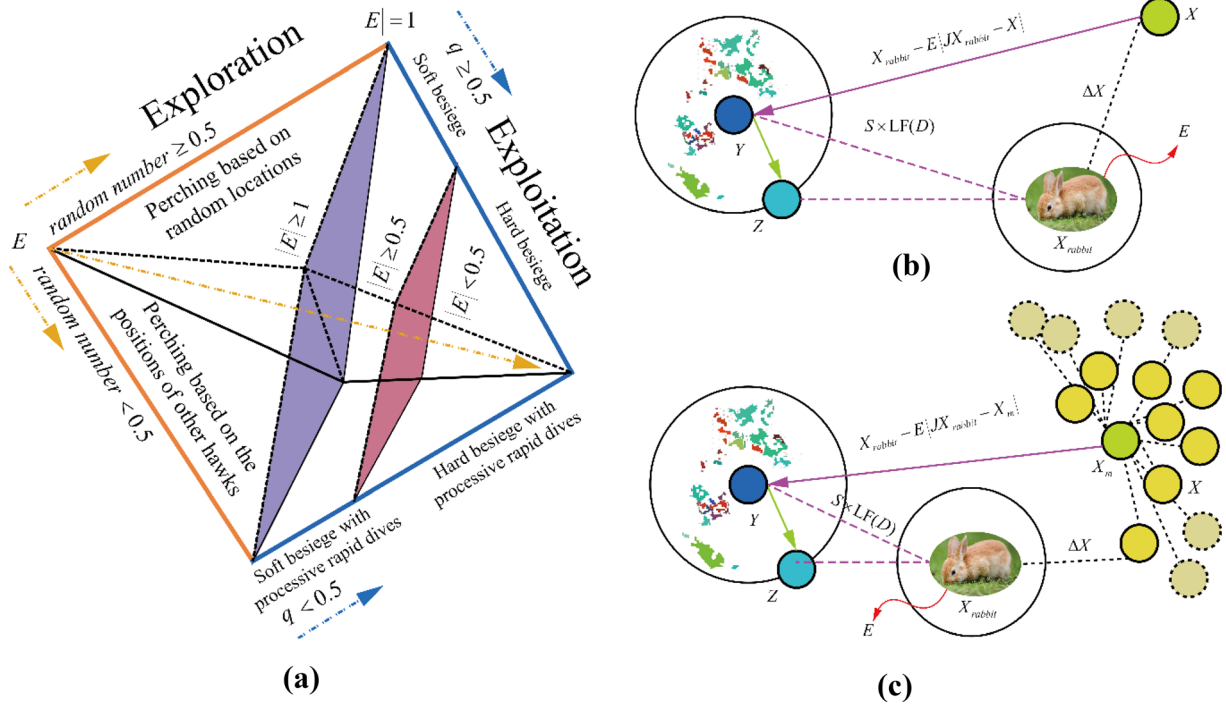 E| = 1
Exploration
random number ≥ 0.5
Perching based on
random locations
q ≥ 0.5
Soft besiege
Exploitation
Hard besiege
E
|E| ≥ 1
|E| ≥ 0.5
|E| < 0.5
random number < 0.5
Perching based on the
positions of other hawks
Soft besiege with
processive rapid dives
Hard besiege with
processive rapid dives
q < 0.5
(a)
X
X_rabbit − E|JX_rabbit − X|
ΔX
S × LF(D)
E
Y
Z
X_rabbit
(b)
X_rabbit − E|JX_rabbit − X_m|
X_m
X
Y
S × LF(D)
ΔX
Z
X_rabbit
E
(c)